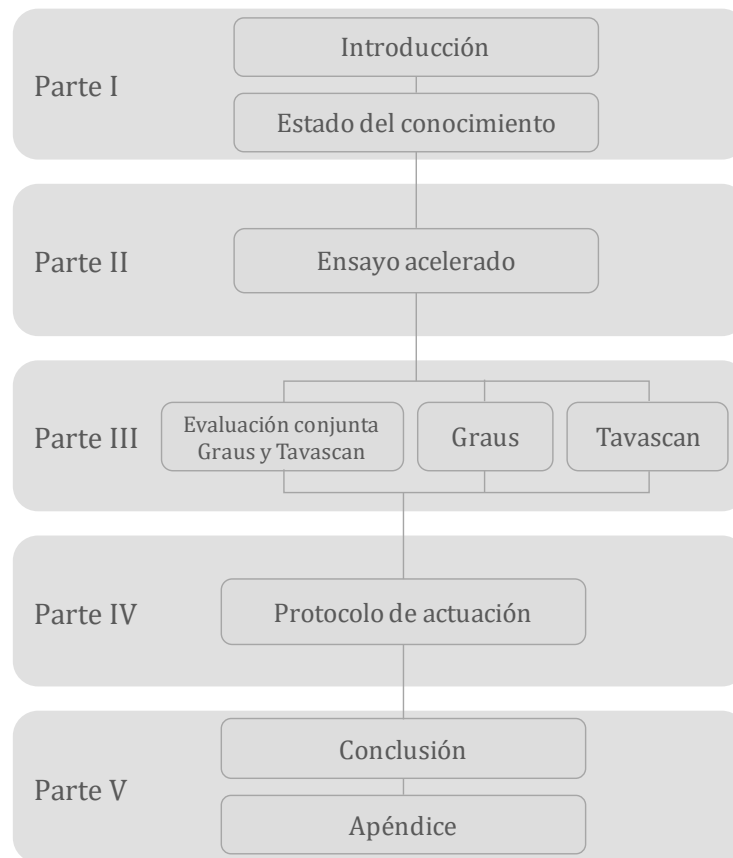 Parte I
Introducción
Estado del conocimiento
Parte II
Ensayo acelerado
Parte III
Evaluación conjunta
Graus y Tavascan
Graus
Tavascan
Parte IV
Protocolo de actuación
Parte V
Conclusión
Apéndice